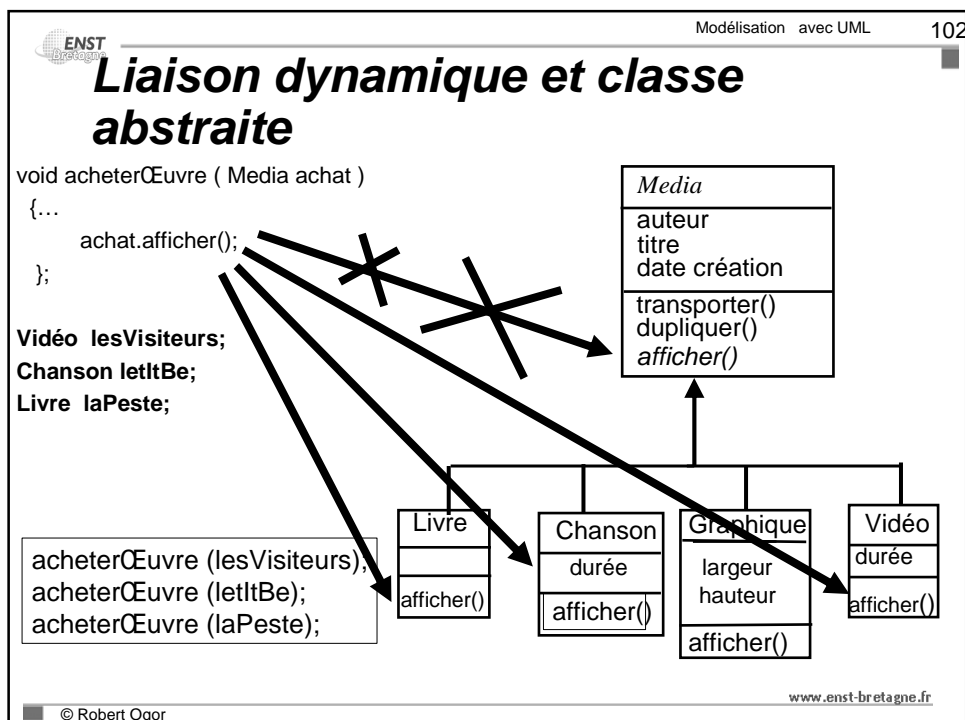 Modélisation avec UML 102
ENST
Bretagne
Liaison dynamique et classe
abstraite
void acheterŒuvre ( Media achat )
{…
achat.afficher();
};
Vidéo lesVisiteurs;
Chanson letItBe;
Livre laPeste;
acheterŒuvre (lesVisiteurs);
acheterŒuvre (letItBe);
acheterŒuvre (laPeste);
Media
auteur
titre
date création
transporter()
dupliquer()
afficher()
Livre
afficher()
Chanson
durée
afficher()
Graphique
largeur
hauteur
afficher()
Vidéo
durée
afficher()
www.enst-bretagne.fr
© Robert Ogor